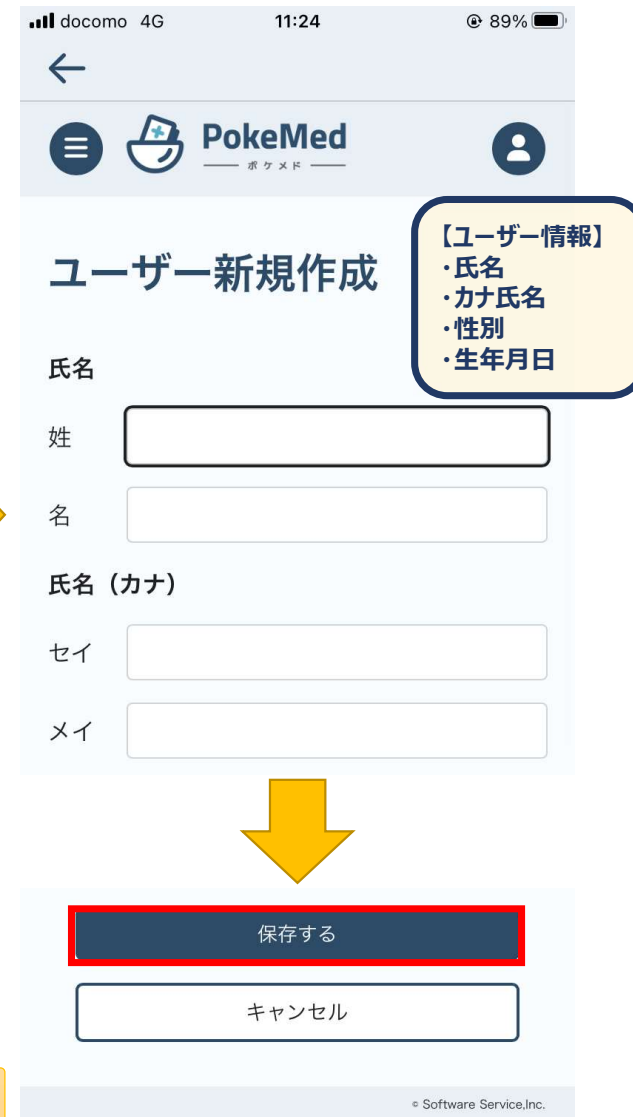 docomo 4G 11:24 89%
PokeMed
ポケメド
【ユーザー情報】
・氏名
・カナ氏名
・性別
・生年月日
ユーザー新規作成
氏名
姓
名
氏名（カナ）
セイ
メイ
保存する
キャンセル
© Software Service,Inc.